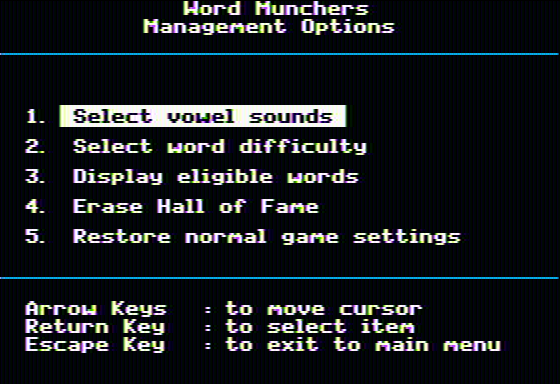 Word Munchers
Management Options
1. Select vowel sounds
2. Select word difficulty
3. Display eligible words
4. Erase Hall of Fame
5. Restore normal game settings
Arrow Keys : to move cursor
Return Key : to select item
Escape Key : to exit to main menu